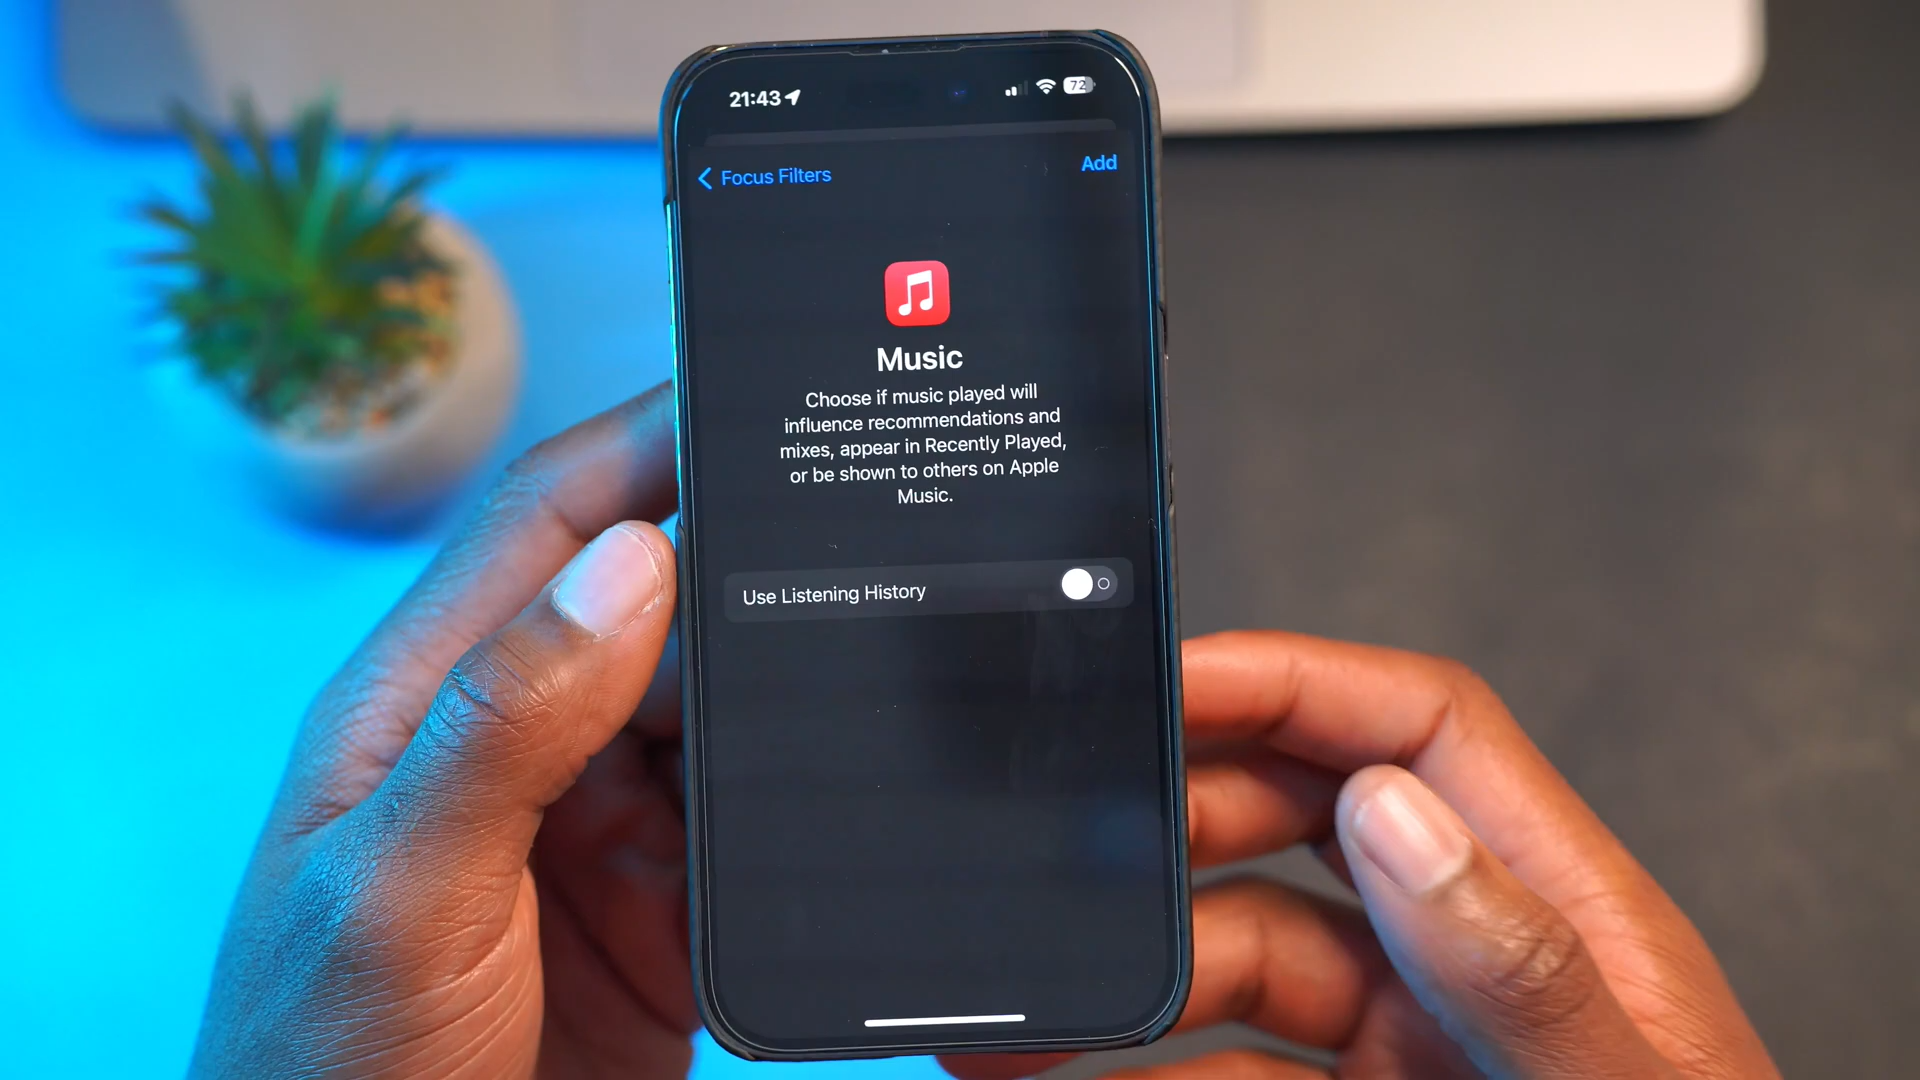 21:43
72
Focus Filters
Add
Music
Choose if music played will
influence recommendations and
mixes, appear in Recently Played,
or be shown to others on Apple
Music.
Use Listening History